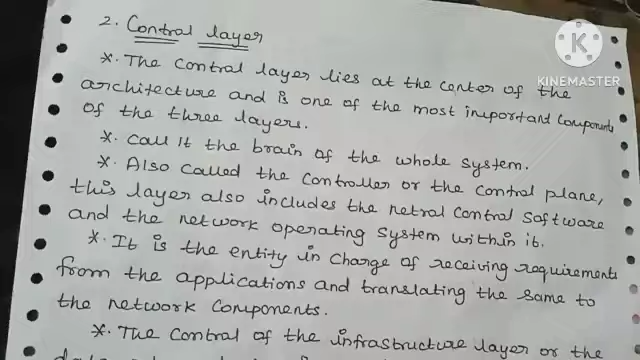 2. Control layer
*. The control layer lies at the center of the
architecture and is one of the most important components
of the three layers.
*. Call it the brain of the whole system.
*. Also called the controller or the control plane,
this layer also includes the netral control software
and the network operating system within it.
*. It is the entity in charge of receiving requirements
from the applications and translating the same to
the network components.
*. The control of the infrastructure layer or the
KINEMASTER